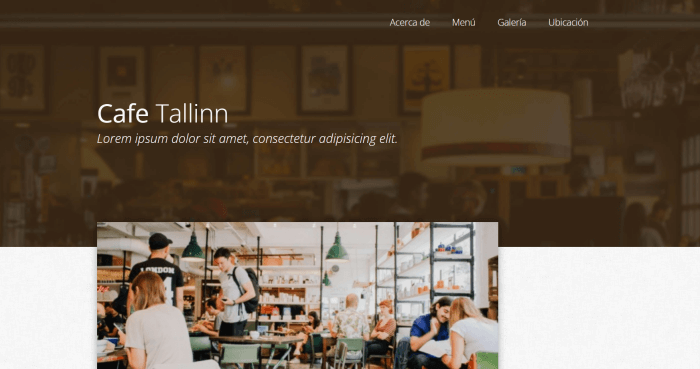 Acerca de Menú Galería Ubicación
Cafe Tallinn
Lorem ipsum dolor sit amet, consectetur adipisicing elit.
LONDON